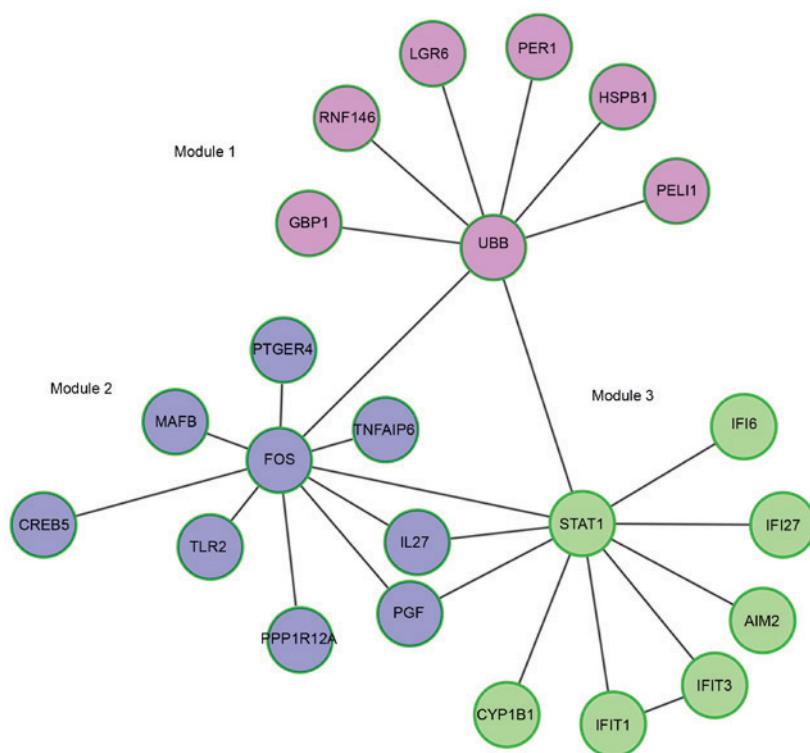 LGR6
PER1
HSPB1
RNF146
Module 1
PELI1
GBP1
UBB
PTGER4
Module 2
Module 3
MAFB
TNFAIP6
IFI6
FOS
CREB5
STAT1
IFI27
TLR2
IL27
PGF
AIM2
PPP1R12A
IFIT3
CYP1B1
IFIT1